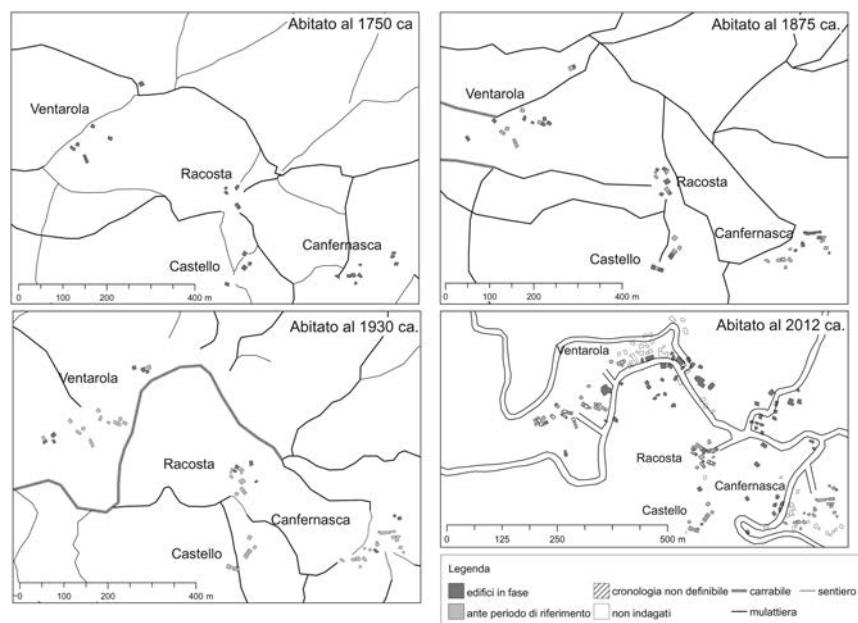 Abitato al 1750 ca
Ventarola
Racosta
Castello
Canfernasca
0 100 200 400 m
Abitato al 1875 ca.
Ventarola
Racosta
Canfernasca
Castello
0 100 200 400 m
Abitato al 1930 ca.
Ventarola
Racosta
Canfernasca
Castello
0 100 200 400 m
Abitato al 2012 ca.
Ventarola
Racosta
Canfernasca
Castello
0 125 250 500 m
Legenda
edifici in fase
cronologia non definibile
carrabile
sentiero
ante periodo di riferimento
non indagati
mulattiera